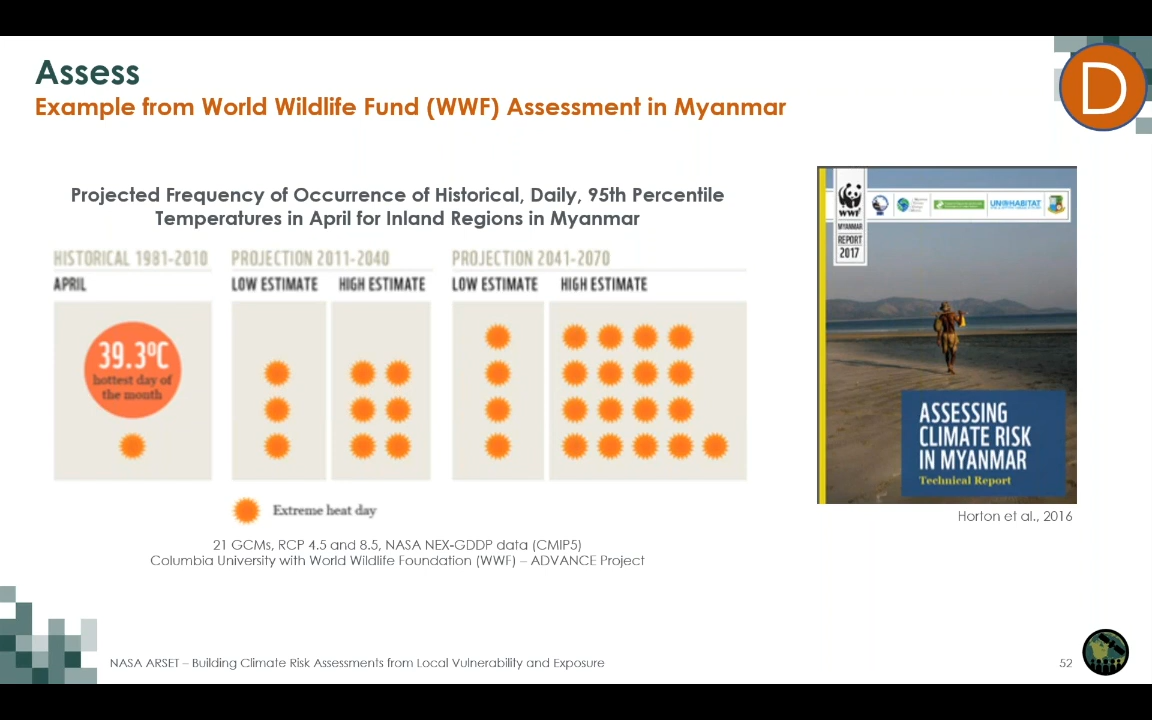 Assess
Example from World Wildlife Fund (WWF) Assessment in Myanmar
D
Projected Frequency of Occurrence of Historical, Daily, 95th Percentile
Temperatures in April for Inland Regions in Myanmar
HISTORICAL 1981-2010
APRIL
39.3ºC
hottest day of
the month
PROJECTION 2011-2040
LOW ESTIMATE HIGH ESTIMATE
PROJECTION 2041-2070
LOW ESTIMATE HIGH ESTIMATE
Extreme heat day
21 GCMs, RCP 4.5 and 8.5, NASA NEX-GDDP data (CMIP5)
Columbia University with World Wildlife Foundation (WWF) – ADVANCE Project
WWF
MYANMAR
REPORT
2017
UN HABITAT
ASSESSING
CLIMATE RISK
IN MYANMAR
Technical Report
Horton et al., 2016
NASA ARSET – Building Climate Risk Assessments from Local Vulnerability and Exposure
52